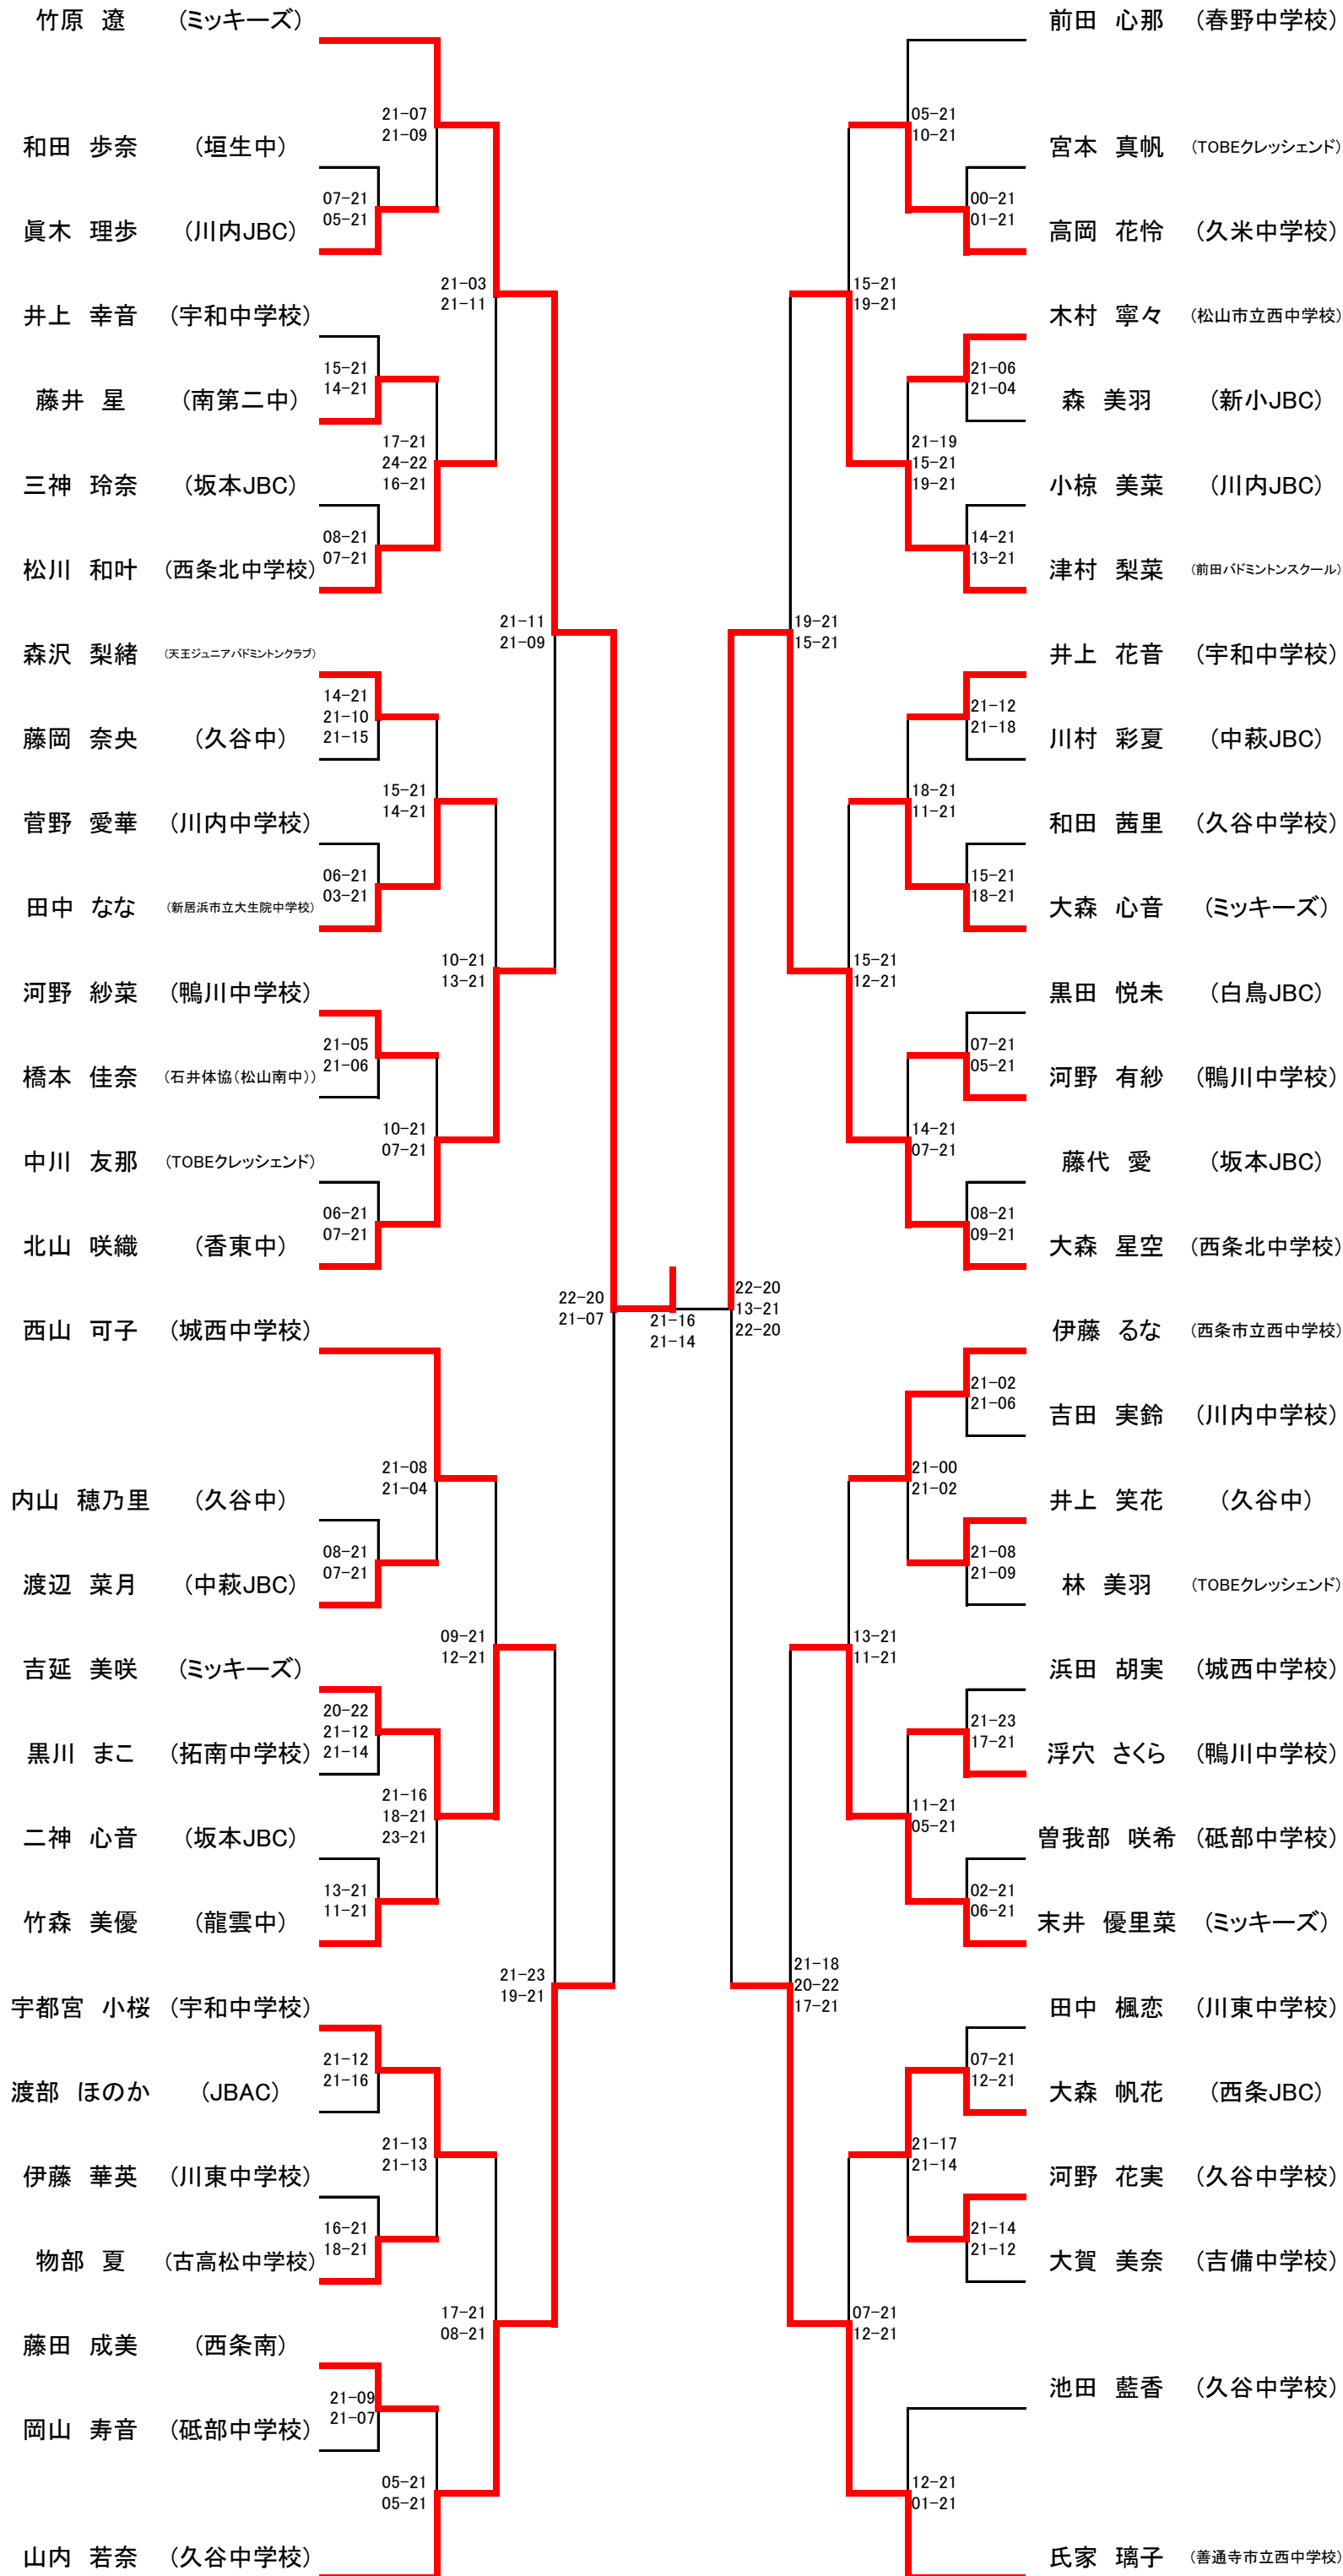 竹原 遼 (ミッキーズ)
21-07
21-09
和田 歩奈 (垣生中)
07-21
05-21
眞木 理歩 (川内JBC)
21-03
21-11
井上 幸音 (宇和中学校)
15-21
14-21
藤井 星 (南第二中)
17-21
24-22
16-21
三神 玲奈 (坂本JBC)
08-21
07-21
松川 和叶 (西条北中学校)
21-11
21-09
森沢 梨緒 (天王ジュニアバドミントンクラブ)
14-21
21-10
21-15
藤岡 奈央 (久谷中)
15-21
14-21
菅野 愛華 (川内中学校)
06-21
03-21
田中 なな (新居浜市立大生院中学校)
10-21
13-21
河野 紗菜 (鴨川中学校)
21-05
21-06
橋本 佳奈 (石井体協(松山南中))
10-21
07-21
中川 友那 (TOBEクレッシェンド)
06-21
07-21
北山 咲織 (香東中)
22-20
21-07
西山 可子 (城西中学校)
21-08
21-04
内山 穂乃里 (久谷中)
08-21
07-21
渡辺 菜月 (中萩JBC)
09-21
12-21
吉延 美咲 (ミッキーズ)
20-22
21-12
21-14
黒川 まこ (拓南中学校)
21-16
18-21
23-21
二神 心音 (坂本JBC)
13-21
11-21
竹森 美優 (龍雲中)
21-23
19-21
宇都宮 小桜 (宇和中学校)
21-12
21-16
渡部 ほのか (JBAC)
21-13
21-13
伊藤 華英 (川東中学校)
16-21
18-21
物部 夏 (古高松中学校)
17-21
08-21
藤田 成美 (西条南)
21-09
21-07
岡山 寿音 (砥部中学校)
05-21
05-21
山内 若奈 (久谷中学校)
21-16
21-14
前田 心那 (春野中学校)
05-21
10-21
宮本 真帆 (TOBEクレッシェンド)
00-21
01-21
高岡 花怜 (久米中学校)
15-21
19-21
木村 寧々 (松山市立西中学校)
21-06
21-04
森 美羽 (新小JBC)
21-19
15-21
19-21
小椋 美菜 (川内JBC)
14-21
13-21
津村 梨菜 (前田バドミントンスクール)
19-21
15-21
井上 花音 (宇和中学校)
21-12
21-18
川村 彩夏 (中萩JBC)
18-21
11-21
和田 茜里 (久谷中学校)
15-21
18-21
大森 心音 (ミッキーズ)
15-21
12-21
黒田 悦未 (白鳥JBC)
07-21
05-21
河野 有紗 (鴨川中学校)
14-21
07-21
藤代 愛 (坂本JBC)
08-21
09-21
大森 星空 (西条北中学校)
22-20
13-21
22-20
伊藤 るな (西条市立西中学校)
21-02
21-06
吉田 実鈴 (川内中学校)
21-00
21-02
井上 笑花 (久谷中)
21-08
21-09
林 美羽 (TOBEクレッシェンド)
13-21
11-21
浜田 胡実 (城西中学校)
21-23
17-21
浮穴 さくら (鴨川中学校)
11-21
05-21
曽我部 咲希 (砥部中学校)
02-21
06-21
末井 優里菜 (ミッキーズ)
21-18
20-22
17-21
田中 楓恋 (川東中学校)
07-21
12-21
大森 帆花 (西条JBC)
21-17
21-14
河野 花実 (久谷中学校)
21-14
21-12
大賀 美奈 (吉備中学校)
07-21
12-21
池田 藍香 (久谷中学校)
12-21
01-21
氏家 璃子 (善通寺市立西中学校)